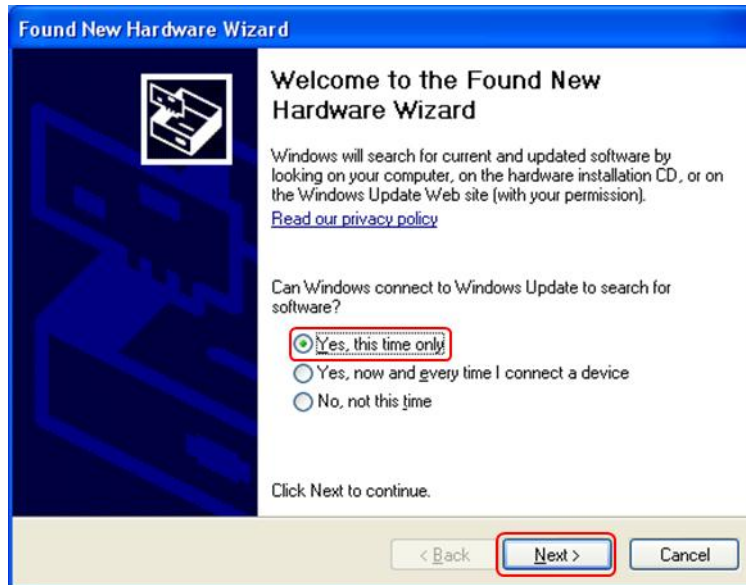 Found New Hardware Wizard
Welcome to the Found New
Hardware Wizard
Windows will search for current and updated software by
looking on your computer, on the hardware installation CD, or on
the Windows Update Web site (with your permission).
Read our privacy policy
Can Windows connect to Windows Update to search for
software?
Yes, this time only
Yes, now and every time I connect a device
No, not this time
Click Next to continue.
< Back Next > Cancel